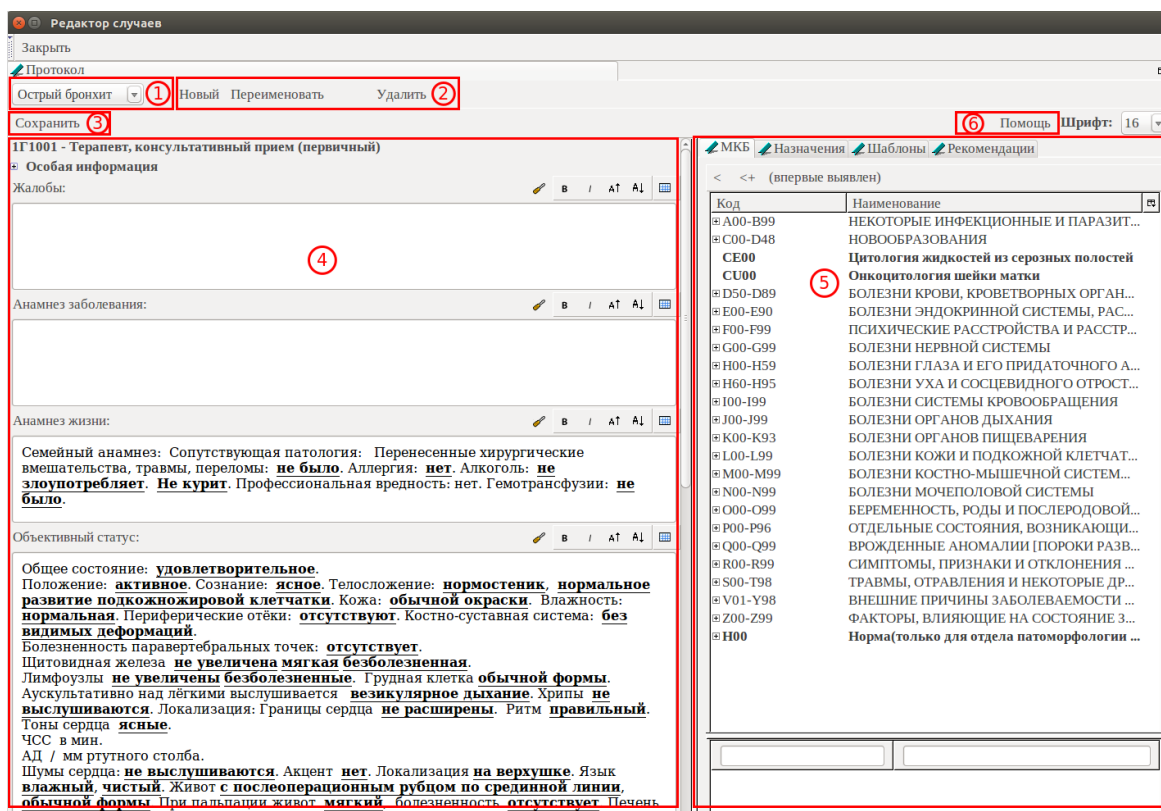 Редактор случаев
Закрыть
Протокол
Острый бронхит 1 Новый Переименовать Удалить 2
Сохранить 3 6 Помощь Шрифт: 16
1Г1001 - Терапевт, консультативный прием (первичный)
Особая информация
Жалобы: B I A↑ A↓
4
Анамнез заболевания: B I A↑ A↓
Анамнез жизни: B I A↑ A↓
Семейный анамнез: Сопутствующая патология: Перенесенные хирургические
вмешательства, травмы, переломы: не было. Аллергия: нет. Алкоголь: не
злоупотребляет. Не курит. Профессиональная вредность: нет. Гемотрансфузии: не
было.
Объективный статус: B I A↑ A↓
Общее состояние: удовлетворительное.
Положение: активное. Сознание: ясное. Телосложение: нормостеник, нормальное
развитие подкожножировой клетчатки. Кожа: обычной окраски. Влажность:
нормальная. Периферические отёки: отсутствуют. Костно-суставная система: без
видимых деформаций.
Болезненность паравертебральных точек: отсутствует.
Щитовидная железа не увеличена мягкая безболезненная.
Лимфоузлы не увеличены безболезненные. Грудная клетка обычной формы.
Аускультативно над лёгкими выслушивается везикулярное дыхание. Хрипы не
выслушиваются. Локализация: Границы сердца не расширены. Ритм правильный.
Тоны сердца ясные.
ЧСС в мин.
АД / мм ртутного столба.
Шумы сердца: не выслушиваются. Акцент нет. Локализация на верхушке. Язык
влажный, чистый. Живот с послеоперационным рубцом по срединной линии,
обычной формы. При пальпации живот мягкий, болезненность отсутствует. Печень
МКБ Назначения Шаблоны Рекомендации
< <+ (впервые выявлен)
Код Наименование
A00-B99 НЕКОТОРЫЕ ИНФЕКЦИОННЫЕ И ПАРАЗИТ...
C00-D48 НОВООБРАЗОВАНИЯ
CE00 Цитология жидкостей из серозных полостей
CU00 Онкоцитология шейки матки
5
D50-D89 БОЛЕЗНИ КРОВИ, КРОВЕТВОРНЫХ ОРГАН...
E00-E90 БОЛЕЗНИ ЭНДОКРИННОЙ СИСТЕМЫ, РАС...
F00-F99 ПСИХИЧЕСКИЕ РАССТРОЙСТВА И РАССТР...
G00-G99 БОЛЕЗНИ НЕРВНОЙ СИСТЕМЫ
H00-H59 БОЛЕЗНИ ГЛАЗА И ЕГО ПРИДАТОЧНОГО А...
H60-H95 БОЛЕЗНИ УХА И СОСЦЕВИДНОГО ОТРОСТ...
I00-I99 БОЛЕЗНИ СИСТЕМЫ КРОВООБРАЩЕНИЯ
J00-J99 БОЛЕЗНИ ОРГАНОВ ДЫХАНИЯ
K00-K93 БОЛЕЗНИ ОРГАНОВ ПИЩЕВАРЕНИЯ
L00-L99 БОЛЕЗНИ КОЖИ И ПОДКОЖНОЙ КЛЕТЧАТ...
M00-M99 БОЛЕЗНИ КОСТНО-МЫШЕЧНОЙ СИСТЕМ...
N00-N99 БОЛЕЗНИ МОЧЕПОЛОВОЙ СИСТЕМЫ
O00-O99 БЕРЕМЕННОСТЬ, РОДЫ И ПОСЛЕРОДОВОЙ...
P00-P96 ОТДЕЛЬНЫЕ СОСТОЯНИЯ, ВОЗНИКАЮЩИ...
Q00-Q99 ВРОЖДЕННЫЕ АНОМАЛИИ [ПОРОКИ РАЗВ...
R00-R99 СИМПТОМЫ, ПРИЗНАКИ И ОТКЛОНЕНИЯ ...
S00-T98 ТРАВМЫ, ОТРАВЛЕНИЯ И НЕКОТОРЫЕ ДР...
V01-Y98 ВНЕШНИЕ ПРИЧИНЫ ЗАБОЛЕВАЕМОСТИ ...
Z00-Z99 ФАКТОРЫ, ВЛИЯЮЩИЕ НА СОСТОЯНИЕ З...
H00 Норма(только для отдела патоморфологии ...